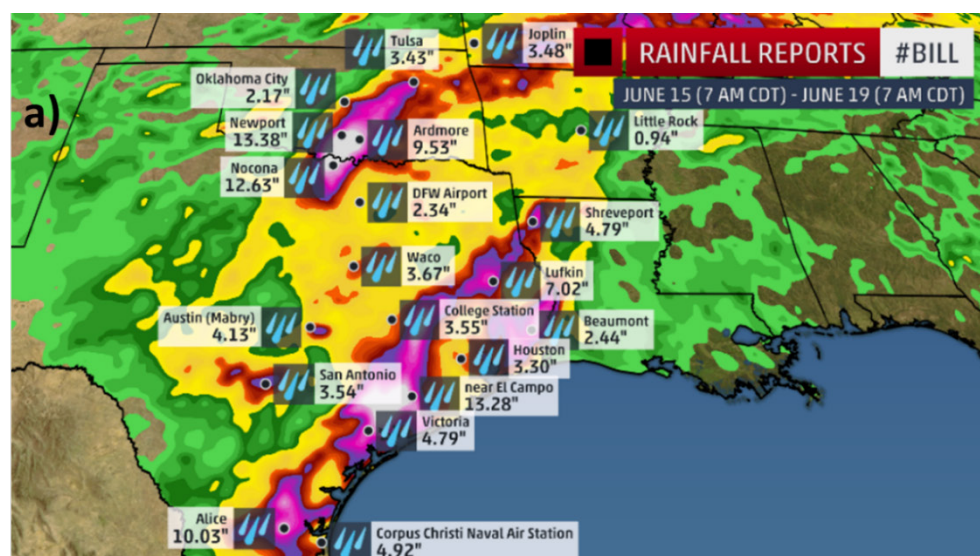 Tulsa
3.43"
Joplin
3.48"
RAINFALL REPORTS #BILL
JUNE 15 (7 AM CDT) - JUNE 19 (7 AM CDT)
a)
Oklahoma City
2.17"
Newport
13.38"
Ardmore
9.53"
Little Rock
0.94"
Nocona
12.63"
DFW Airport
2.34"
Shreveport
4.79"
Waco
3.67"
Lufkin
7.02"
Austin (Mabry)
4.13"
College Station
3.55"
Beaumont
2.44"
Houston
3.30"
San Antonio
3.54"
near El Campo
13.28"
Victoria
4.79"
Alice
10.03"
Corpus Christi Naval Air Station
4.92"